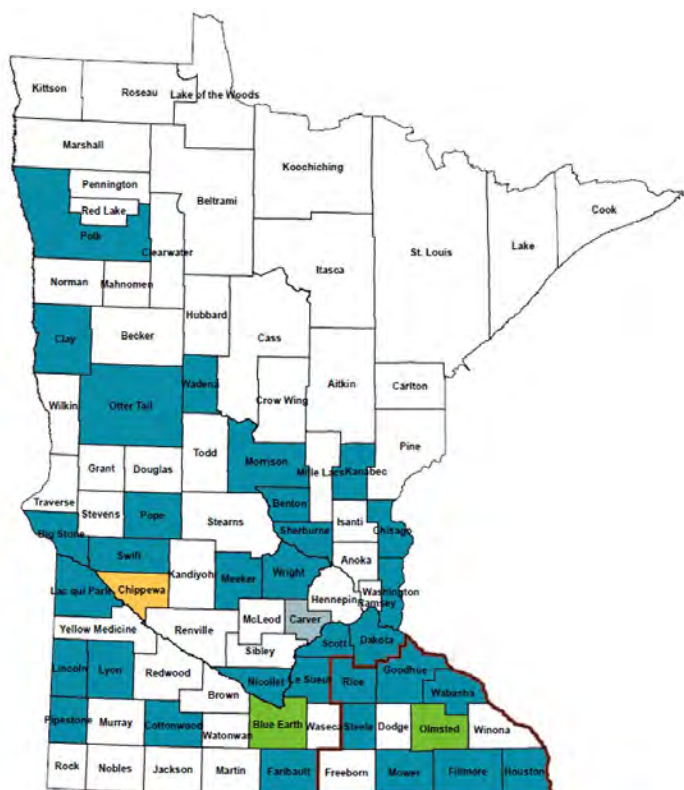 Kittson
Roseau
Lake of the Woods
Marshall
Koochiching
Pennington
Beltrami
Red Lake
Cook
Polk
Clearwater
St. Louis
Lake
Itasca
Norman
Mahnomen
Hubbard
Becker
Cass
Clay
Aitkin
Wadena
Carlton
Crow Wing
Wilkin
Otter Tail
Pine
Todd
Morrison
Mille Lacs
Kanabec
Grant
Douglas
Traverse
Benton
Stevens
Pope
Stearns
Isanti
Chisago
Big Stone
Sherburne
Swift
Anoka
Kandiyohi
Meeker
Wright
Lac qui Parle
Chippewa
Washington
Hennepin
Ramsey
McLeod
Carver
Yellow Medicine
Renville
Scott
Dakota
Sibley
Lincoln
Lyon
Redwood
Nicollet
Le Sueur
Rice
Goodhue
Brown
Wabasha
Pipestone
Murray
Cottonwood
Watonwan
Blue Earth
Waseca
Steele
Dodge
Olmsted
Winona
Rock
Nobles
Jackson
Martin
Faribault
Freeborn
Mower
Fillmore
Houston